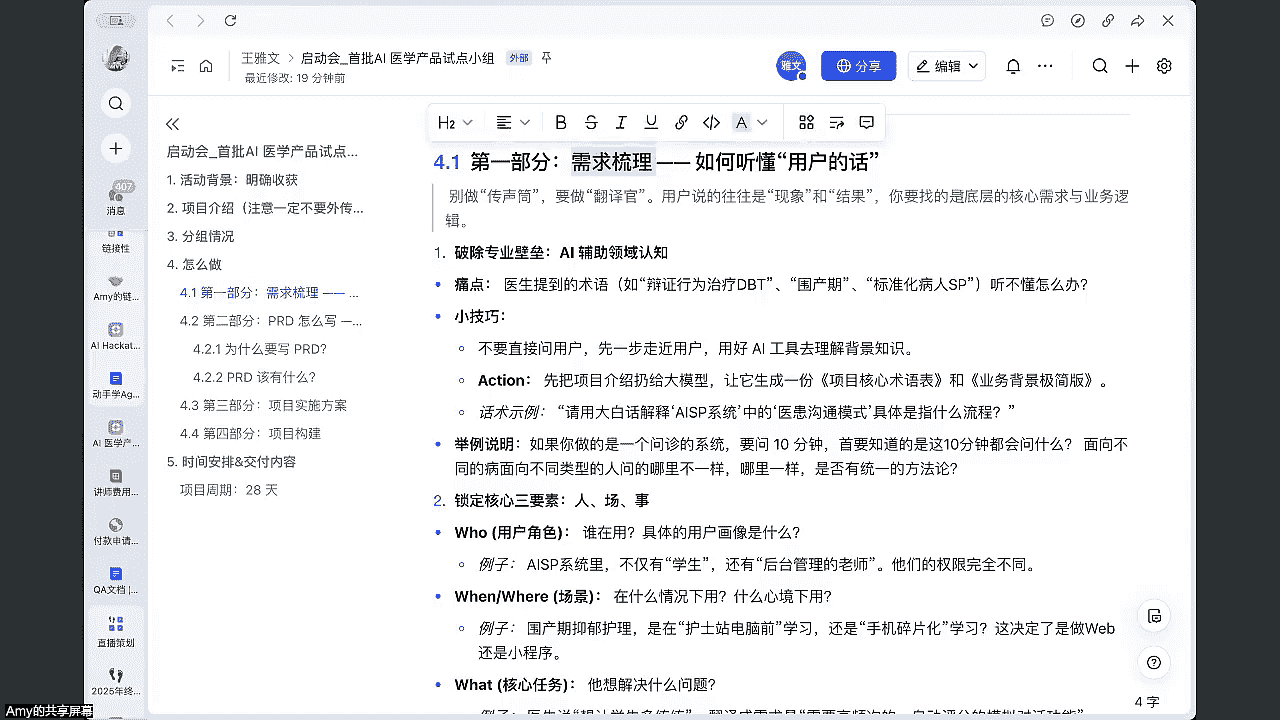 王雅文 > 启动会_首批AI 医学产品试点小组 外部
最近修改: 19 分钟前
雅文
分享
编辑
407
消息
链接性
Amy的链...
AI Hackat...
动手学Ag...
AI 医学产...
讲师费用...
付款申请...
QA文档 |...
直播策划
2025年终...
启动会_首批AI 医学产品试点...
1. 活动背景：明确收获
2. 项目介绍（注意一定不要外传...
3. 分组情况
4. 怎么做
4.1 第一部分：需求梳理 —— ...
4.2 第二部分：PRD 怎么写 —...
4.2.1 为什么要写 PRD?
4.2.2 PRD 该有什么?
4.3 第三部分：项目实施方案
4.4 第四部分：项目构建
5. 时间安排&交付内容
项目周期：28 天
H2 B S I U A
4.1 第一部分：需求梳理 —— 如何听懂“用户的话”
别做“传声筒”，要做“翻译官”。用户说的往往是“现象”和“结果”，你要找的是底层的核心需求与业务逻
辑。
1. 破除专业壁垒：AI 辅助领域认知
痛点： 医生提到的术语（如“辩证行为治疗DBT”、“围产期”、“标准化病人SP”）听不懂怎么办?
小技巧：
不要直接问用户，先一步走近用户，用好 AI 工具去理解背景知识。
Action： 先把项目介绍扔给大模型，让它生成一份《项目核心术语表》和《业务背景极简版》。
话术示例：“请用大白话解释‘AISP系统’中的‘医患沟通模式’具体是指什么流程？”
举例说明：如果你做的是一个问诊的系统，要问 10 分钟，首要知道的是这10分钟都会问什么？ 面向不
同的病面向不同类型的人问的哪里不一样，哪里一样，是否有统一的方法论?
2. 锁定核心三要素：人、场、事
Who (用户角色)： 谁在用？具体的用户画像是什么?
例子： AISP系统里，不仅有“学生”，还有“后台管理的老师”。他们的权限完全不同。
When/Where (场景)： 在什么情况下用？什么心境下用?
例子： 围产期抑郁护理，是在“护士站电脑前”学习，还是“手机碎片化”学习？这决定了是做Web
还是小程序。
What (核心任务)： 他想解决什么问题?
4 字
Amy的共享屏幕